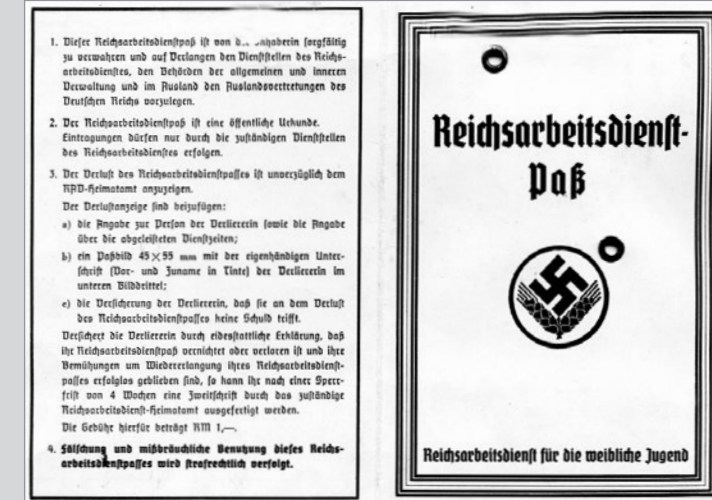 1. Dieser Reichsarbeitsdienstpaß ist von d... Inhaberin sorgfältig
zu verwahren und auf Verlangen den Dienststellen des Reichs-
arbeitsdienstes, den Behörden der allgemeinen und inneren
Verwaltung und im Ausland den Auslandsvertretungen des
Deutschen Reichs vorzulegen.
2. Der Reichsarbeitsdienstpaß ist eine öffentliche Urkunde.
Eintragungen dürfen nur durch die zuständigen Dienststellen
des Reichsarbeitsdienstes erfolgen.
3. Der Verlust des Reichsarbeitsdienstpasses ist unverzüglich dem
RAD-Heimatamt anzuzeigen.
Der Verlustanzeige sind beizufügen:
a) die Angabe zur Person der Verliererin sowie die Angabe
über die abgeleisteten Dienstzeiten;
b) ein Paßbild 45 × 55 mm mit der eigenhändigen Unter-
schrift (Vor- und Zuname in Tinte) der Verliererin im
unteren Bilddrittel;
c) die Versicherung der Verliererin, daß sie an dem Verlust
des Reichsarbeitsdienstpasses keine Schuld trifft.
Versichert die Verliererin durch eidesstattliche Erklärung, daß
ihr Reichsarbeitsdienstpaß vernichtet oder verloren ist und ihre
Bemühungen um Wiedererlangung ihres Reichsarbeitsdienst-
passes erfolglos geblieben sind, so kann ihr nach einer Sperr-
frist von 4 Wochen eine Zweitschrift durch das zuständige
Reichsarbeitsdienst-Heimatamt ausgefertigt werden.
Die Gebühr hierfür beträgt RM 1,—.
4. Fälschung und mißbräuchliche Benutzung dieses Reichs-
arbeitsdienstpasses wird strafrechtlich verfolgt.
Reichsarbeitsdienst-
Paß
Reichsarbeitsdienst für die weibliche Jugend